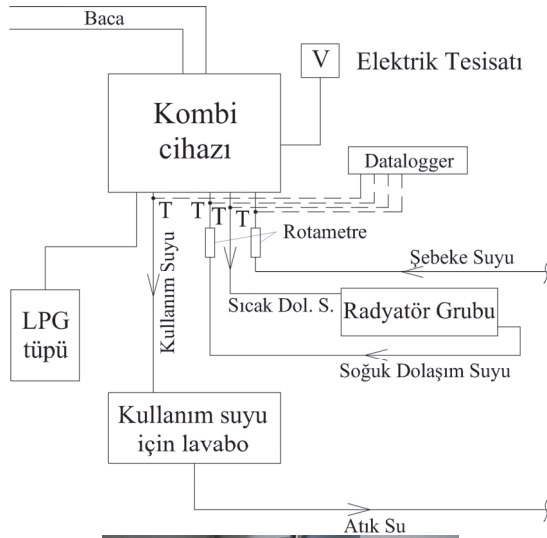 Baca
V
Elektrik Tesisatı
Kombi
cihazı
Datalogger
T
T
T
T
Rotametre
Kullanım Suyu
Şebeke Suyu
Sıcak Dol. S.
Radyatör Grubu
LPG
tüpü
Soğuk Dolaşım Suyu
Kullanım suyu
için lavabo
Atık Su